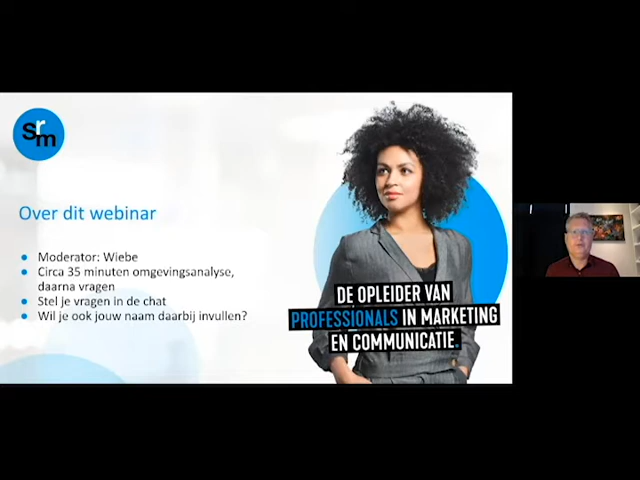 srm
Over dit webinar
Moderator: Wiebe
Circa 35 minuten omgevingsanalyse,
daarna vragen
Stel je vragen in de chat
Wil je ook jouw naam daarbij invullen?
DE OPLEIDER VAN
PROFESSIONALS IN MARKETING
EN COMMUNICATIE.